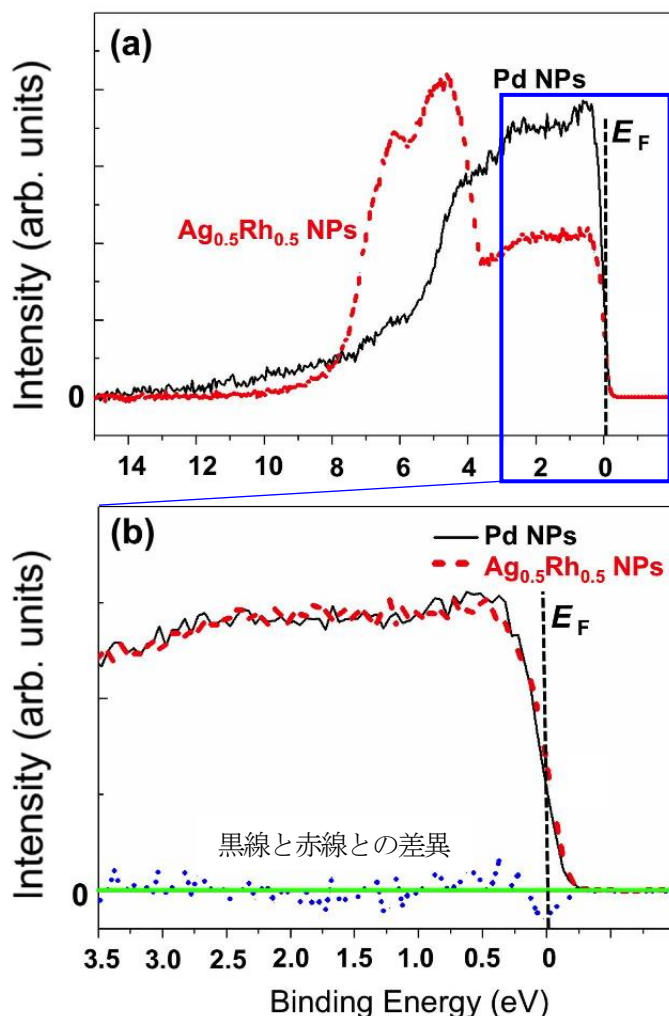 (a)
Pd NPs
E_F
Ag₀.₅Rh₀.₅ NPs
Intensity (arb. units)
0
14 12 10 8 6 4 2 0
(b)
Pd NPs
Ag₀.₅Rh₀.₅ NPs
E_F
Intensity (arb. units)
黒線と赤線との差異
0
3.5 3.0 2.5 2.0 1.5 1.0 0.5 0
Binding Energy (eV)